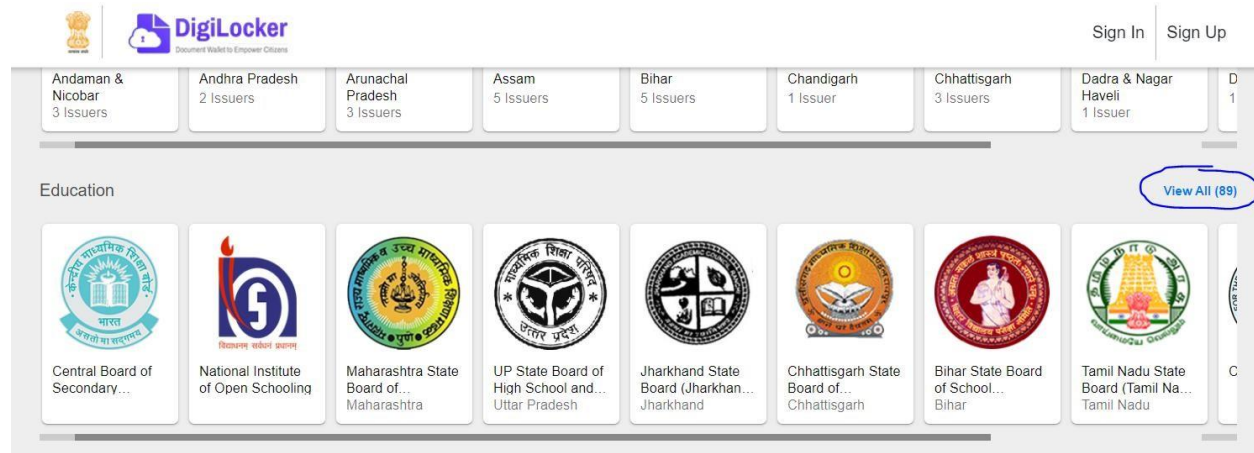 DigiLocker
Document Wallet to Empower Citizens
Sign In
Sign Up
Andaman &
Nicobar
3 Issuers
Andhra Pradesh
2 Issuers
Arunachal
Pradesh
3 Issuers
Assam
5 Issuers
Bihar
5 Issuers
Chandigarh
1 Issuer
Chhattisgarh
3 Issuers
Dadra & Nagar
Haveli
1 Issuer
D
1
Education
View All (89)
केन्द्रीय माध्यमिक शिक्षा बोर्ड
भारत
असतो मा सद्गमय
विद्याधनम् सर्वधनं प्रधानम्
माध्यमिक शिक्षा परिषद्
उत्तर प्रदेश
Central Board of
Secondary...
National Institute
of Open Schooling
Maharashtra State
Board of...
Maharashtra
UP State Board of
High School and...
Uttar Pradesh
Jharkhand State
Board (Jharkhan...
Jharkhand
Chhattisgarh State
Board of...
Chhattisgarh
Bihar State Board
of School...
Bihar
Tamil Nadu State
Board (Tamil Na...
Tamil Nadu
C